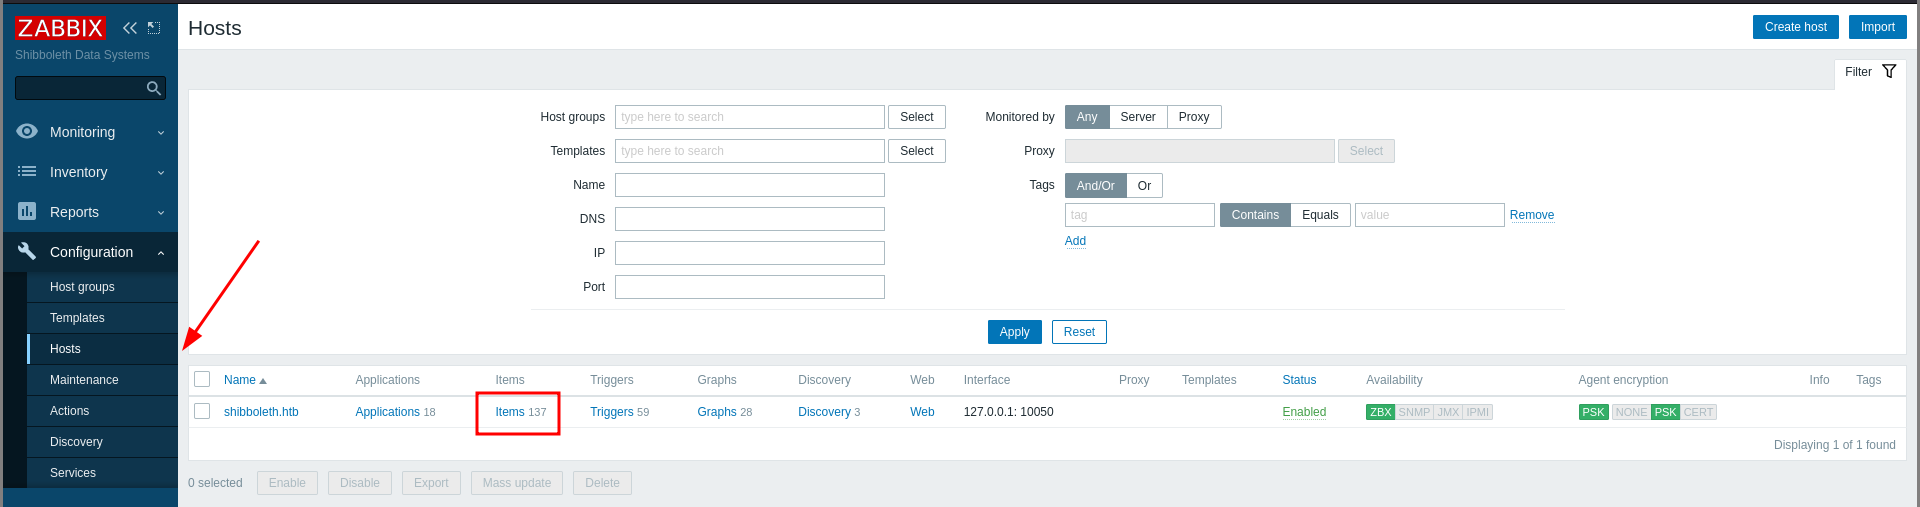 ZABBIX
Shibboleth Data Systems
Monitoring
Inventory
Reports
Configuration
Host groups
Templates
Hosts
Maintenance
Actions
Discovery
Services
Hosts
Create host Import
Filter
Host groups type here to search Select
Templates type here to search Select
Name
DNS
IP
Port
Monitored by Any Server Proxy
Proxy Select
Tags And/Or Or
tag Contains Equals value Remove
Add
Apply Reset
Name Applications Items Triggers Graphs Discovery Web Interface Proxy Templates Status Availability Agent encryption Info Tags
shibboleth.htb Applications 18 Items 137 Triggers 59 Graphs 28 Discovery 3 Web 127.0.0.1: 10050 Enabled ZBX SNMP JMX IPMI PSK NONE PSK CERT
Displaying 1 of 1 found
0 selected Enable Disable Export Mass update Delete